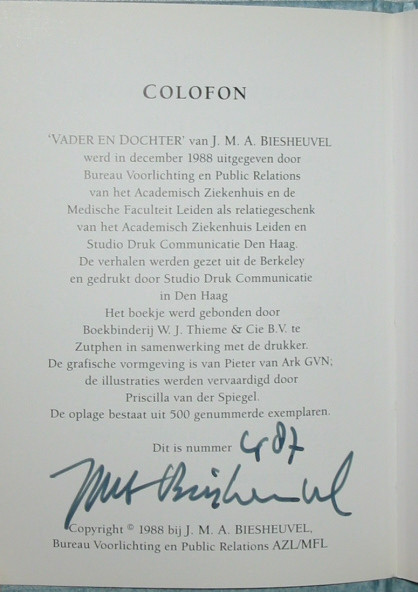 COLOFON
'VADER EN DOCHTER' van J. M. A. BIESHEUVEL
werd in december 1988 uitgegeven door
Bureau Voorlichting en Public Relations
van het Academisch Ziekenhuis en de
Medische Faculteit Leiden als relatiegeschenk
van het Academisch Ziekenhuis Leiden en
Studio Druk Communicatie Den Haag.
De verhalen werden gezet uit de Berkeley
en gedrukt door Studio Druk Communicatie
in Den Haag
Het boekje werd gebonden door
Boekbinderij W. J. Thieme & Cie B.V. te
Zutphen in samenwerking met de drukker.
De grafische vormgeving is van Pieter van Ark GVN;
de illustraties werden vervaardigd door
Priscilla van der Spiegel.
De oplage bestaat uit 500 genummerde exemplaren.
Dit is nummer 487
JMA Biesheuvel
Copyright © 1988 bij J. M. A. BIESHEUVEL,
Bureau Voorlichting en Public Relations AZL/MFL